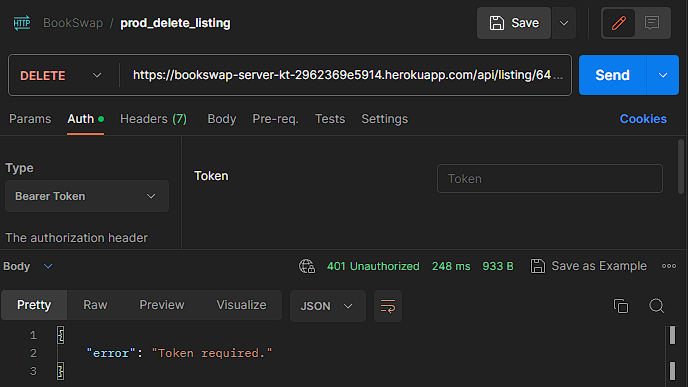 HTTP BookSwap / prod_delete_listing Save
DELETE https://bookswap-server-kt-2962369e5914.herokuapp.com/api/listing/64... Send
Params Auth Headers (7) Body Pre-req. Tests Settings Cookies
Type
Token Token
Bearer Token
The authorization header
Body 401 Unauthorized 248 ms 933 B Save as Example
Pretty Raw Preview Visualize JSON
1 {
2 "error": "Token required."
3 }